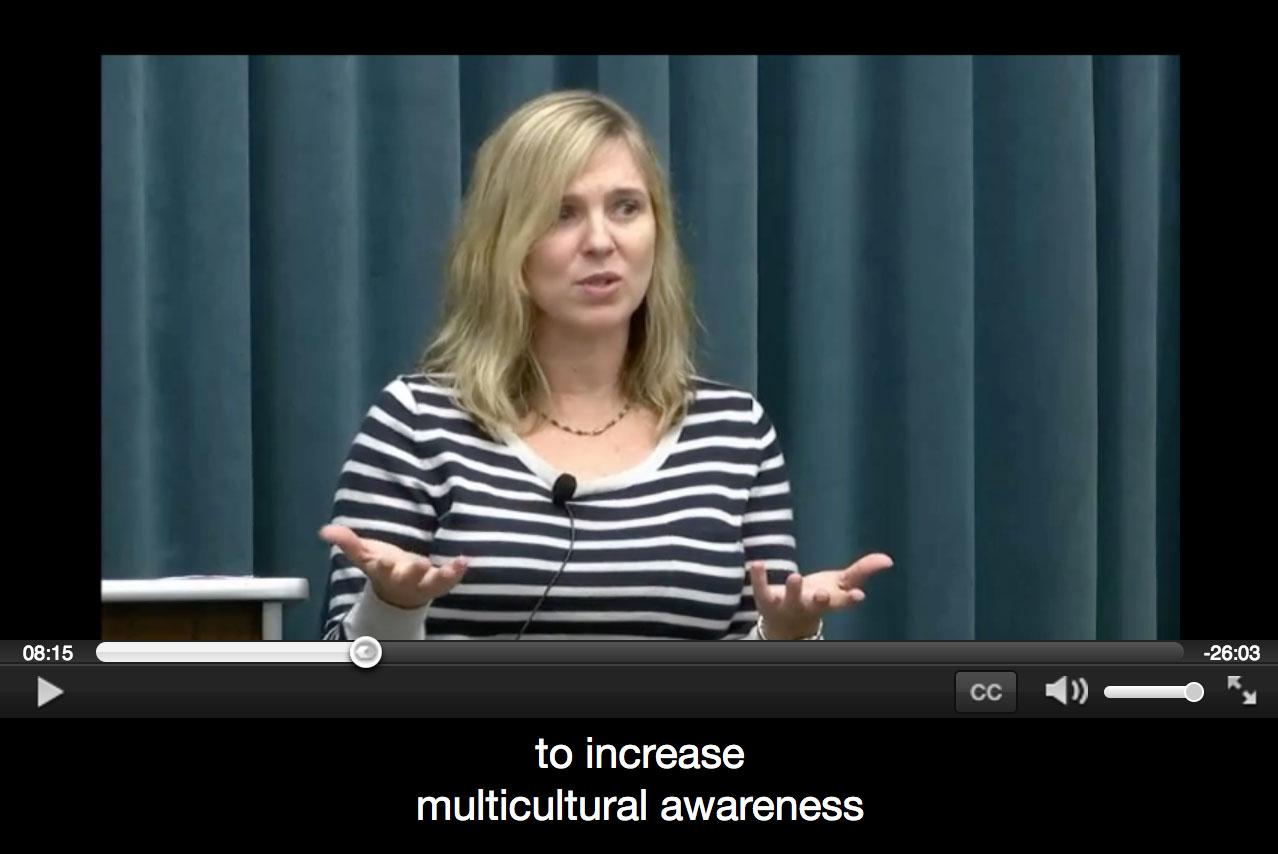 08:15
-26:03
CC
to increase
multicultural awareness